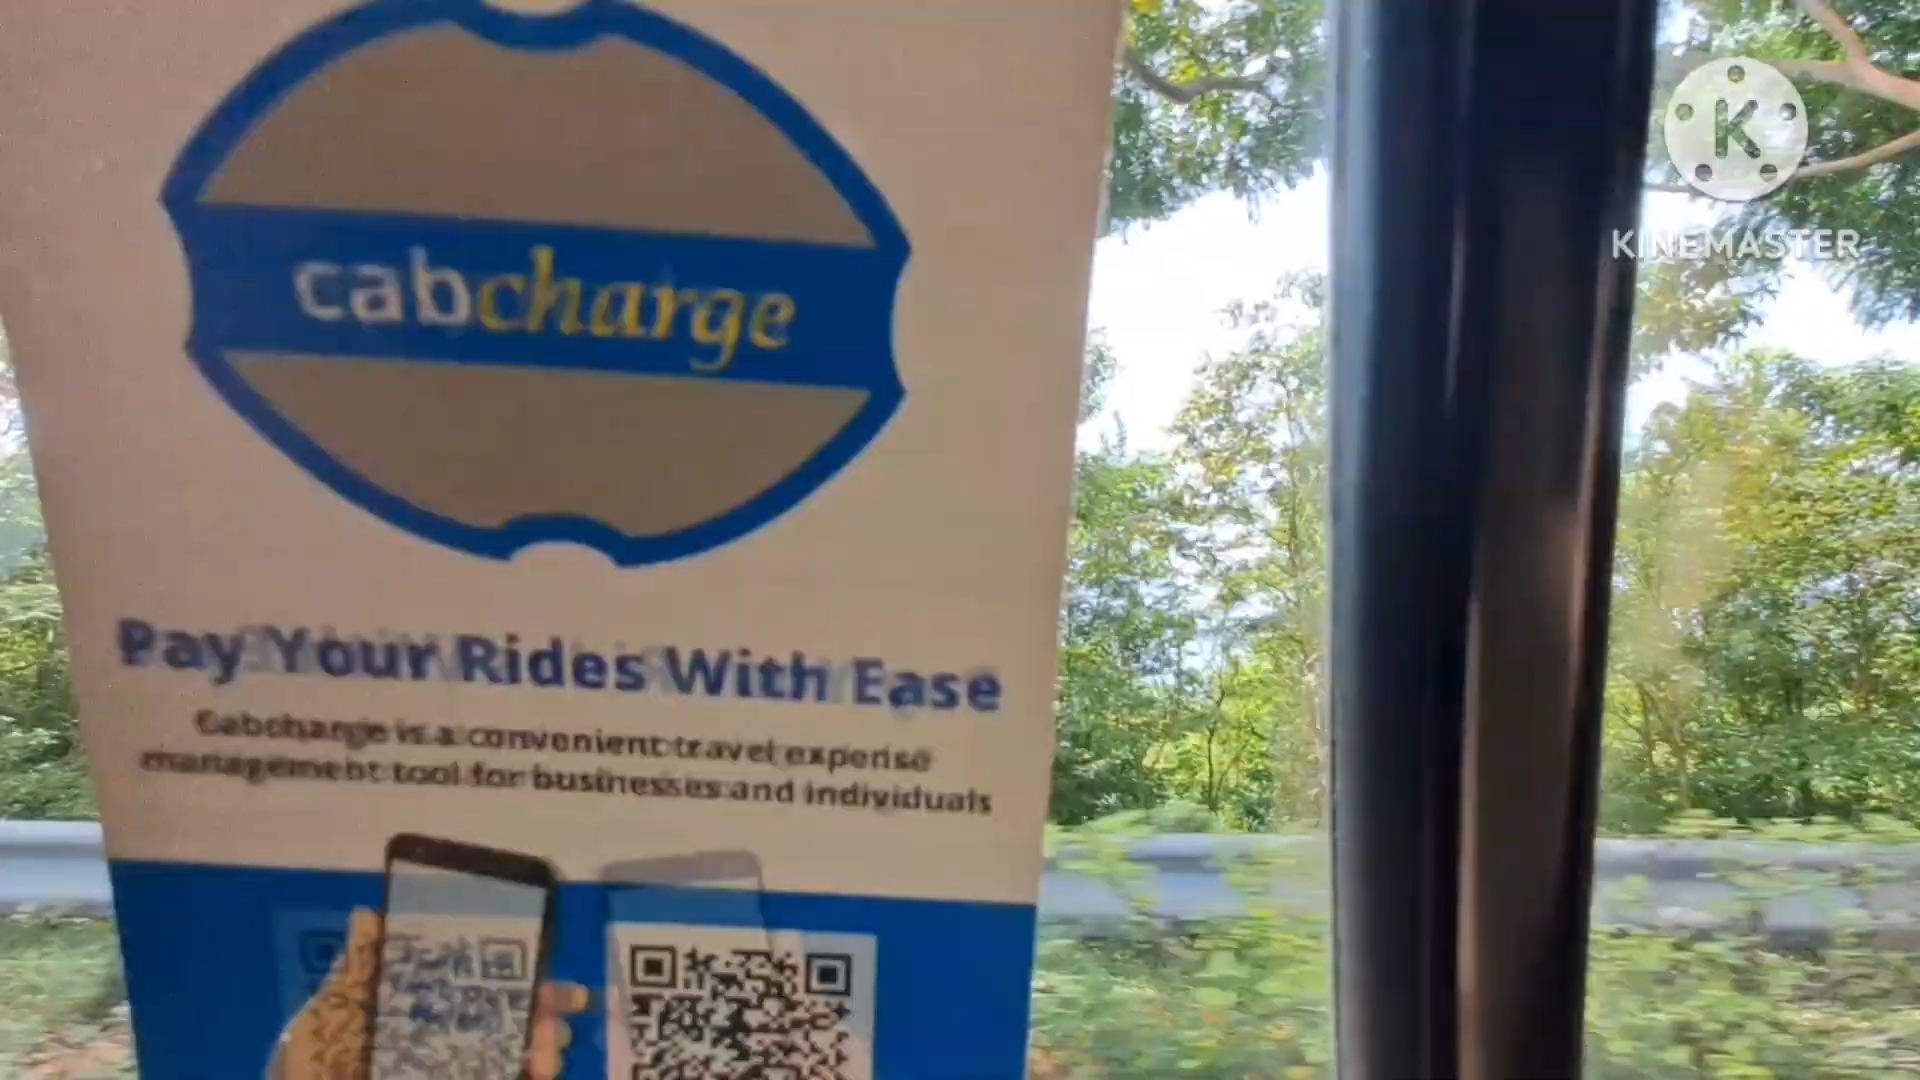 cabcharge
K
KINEMASTER
Pay Your Rides With Ease
Cabcharge is a convenient travel expense
management tool for businesses and individuals